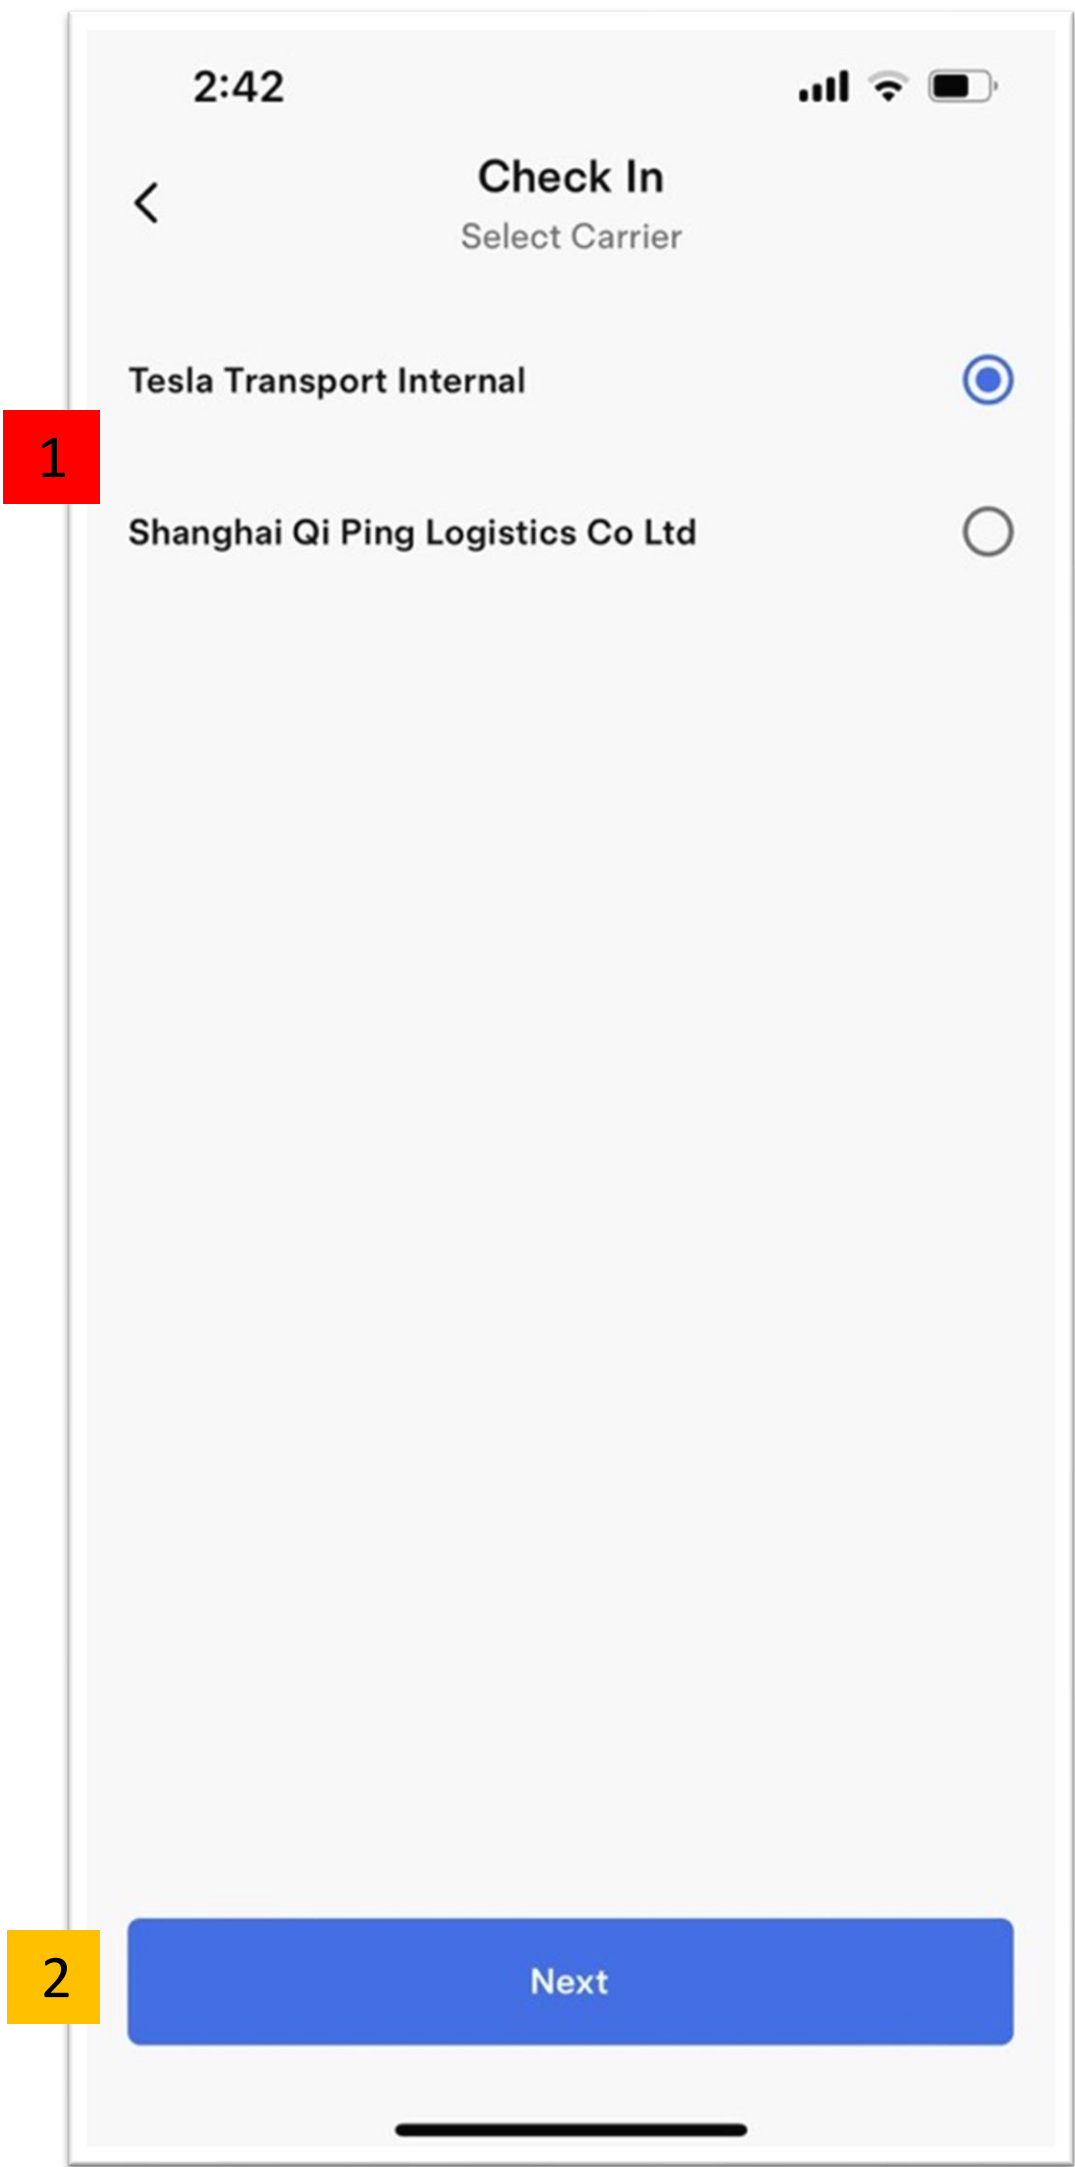 2:42
Check In
Select Carrier
Tesla Transport Internal
1
Shanghai Qi Ping Logistics Co Ltd
2
Next